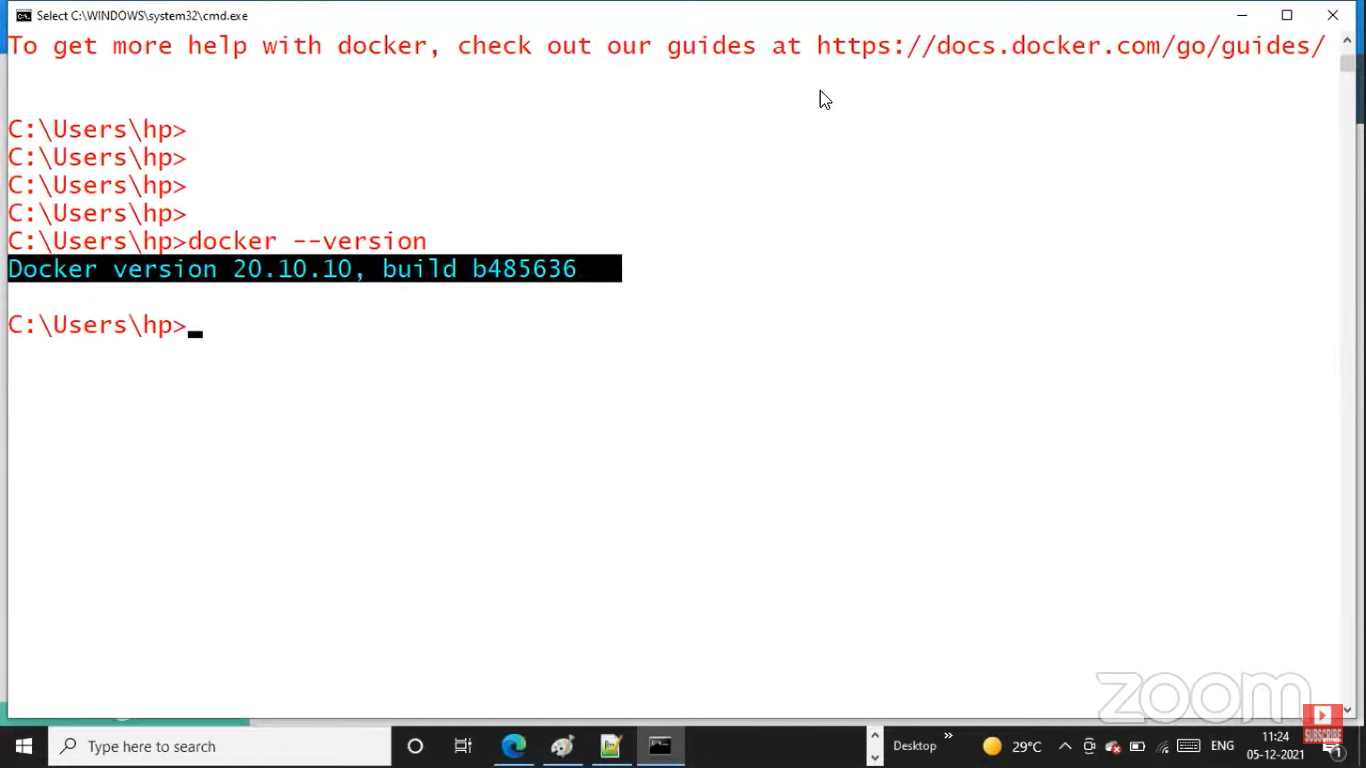 Select C:\WINDOWS\system32\cmd.exe
To get more help with docker, check out our guides at https://docs.docker.com/go/guides/
C:\Users\hp>
C:\Users\hp>
C:\Users\hp>
C:\Users\hp>
C:\Users\hp>docker --version
Docker version 20.10.10, build b485636
C:\Users\hp>
zoom
SUBSCRIBE
Type here to search
Desktop
29°C
ENG
11:24
05-12-2021
1